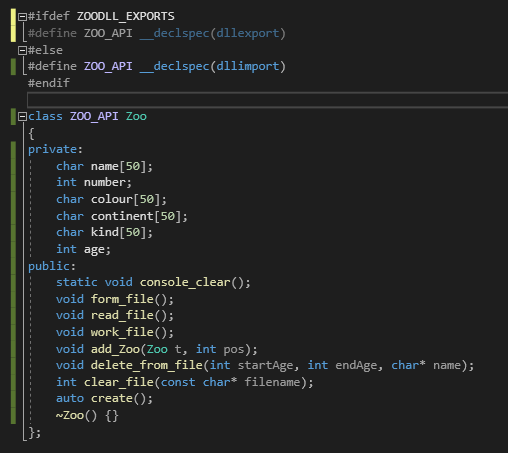 #ifdef ZOODLL_EXPORTS
#define ZOO_API __declspec(dllexport)
#else
#define ZOO_API __declspec(dllimport)
#endif

class ZOO_API Zoo
{
private:
    char name[50];
    int number;
    char colour[50];
    char continent[50];
    char kind[50];
    int age;
public:
    static void console_clear();
    void form_file();
    void read_file();
    void work_file();
    void add_Zoo(Zoo t, int pos);
    void delete_from_file(int startAge, int endAge, char* name);
    int clear_file(const char* filename);
    auto create();
    ~Zoo() {}
};